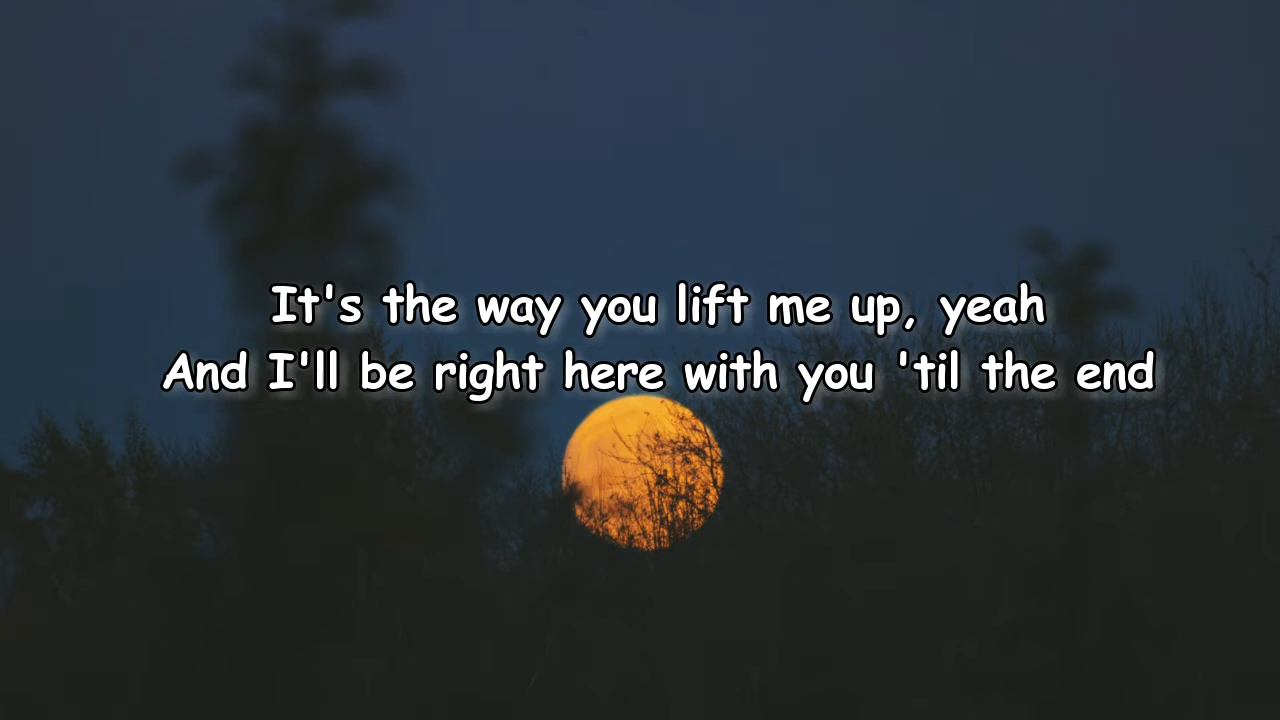 It's the way you lift me up, yeah
And I'll be right here with you 'til the end